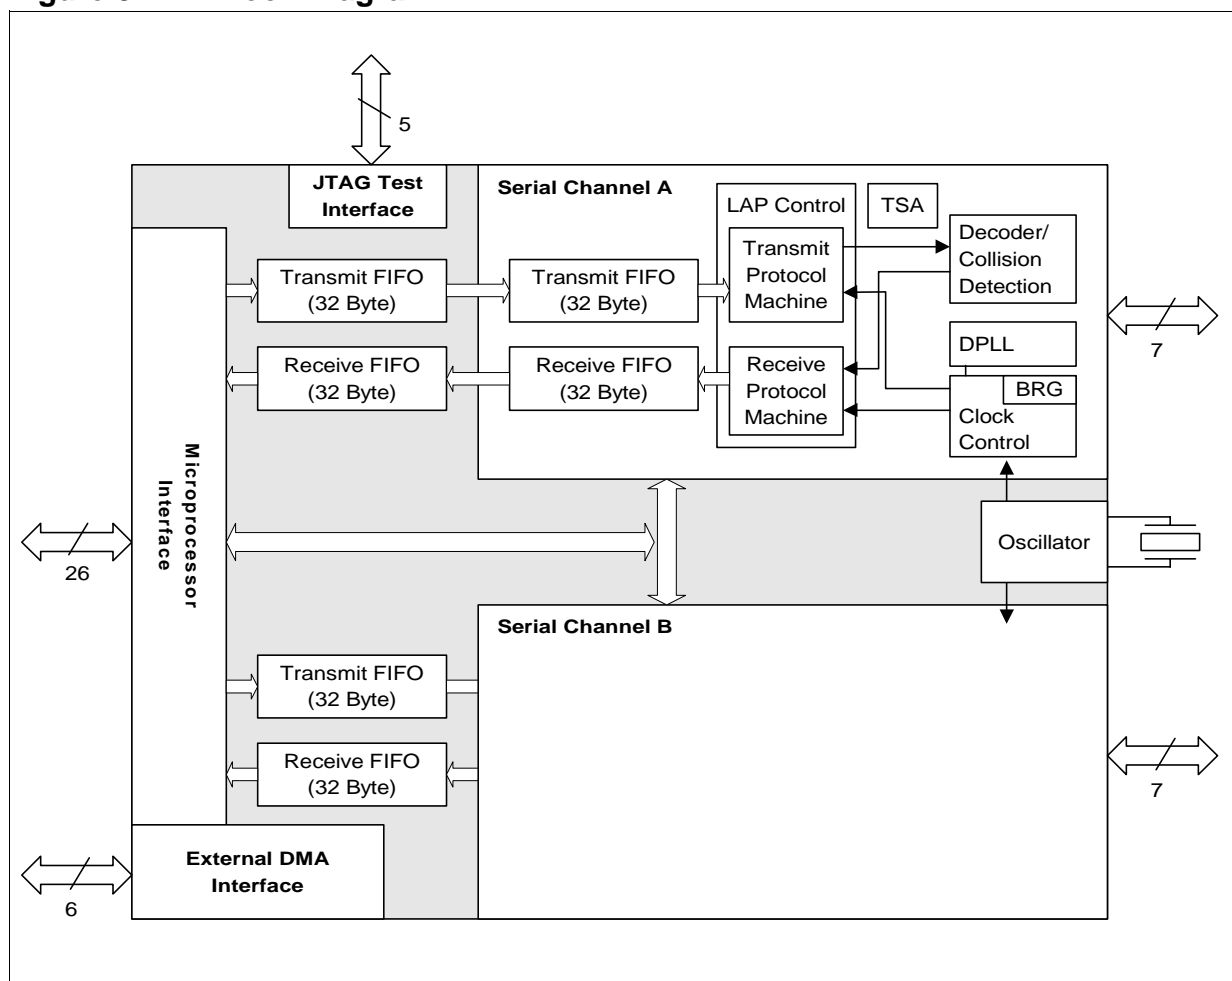 5
JTAG Test
Interface
Serial Channel A
LAP Control
TSA
Transmit
Protocol
Machine
Decoder/
Collision
Detection
Transmit FIFO
(32 Byte)
Transmit FIFO
(32 Byte)
7
Receive FIFO
(32 Byte)
Receive FIFO
(32 Byte)
Receive
Protocol
Machine
DPLL
BRG
Clock
Control
Microprocessor
Interface
26
Oscillator
Serial Channel B
Transmit FIFO
(32 Byte)
Receive FIFO
(32 Byte)
7
External DMA
Interface
6